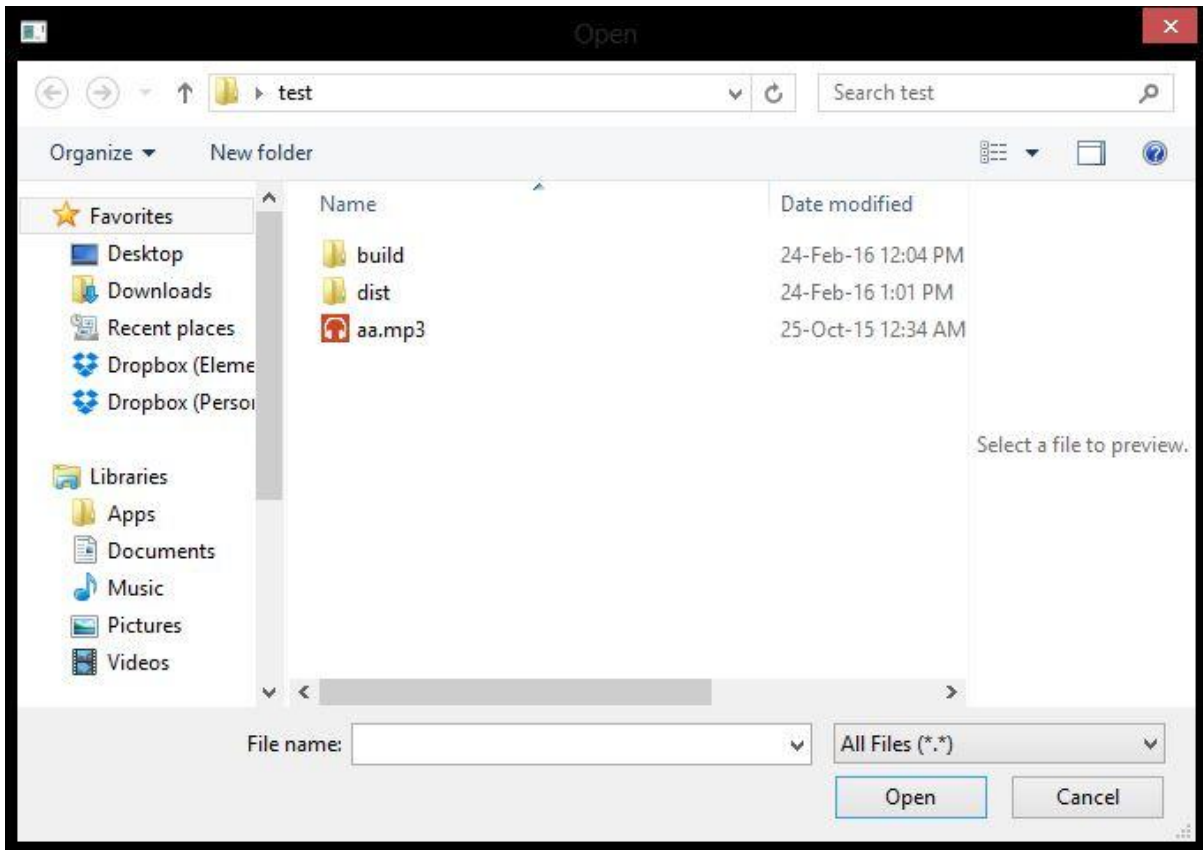 Open
test
Search test
Organize
New folder
Name
Date modified
Favorites
Desktop
Downloads
Recent places
Dropbox (Eleme
Dropbox (Person
Libraries
Apps
Documents
Music
Pictures
Videos
build 24-Feb-16 12:04 PM
dist 24-Feb-16 1:01 PM
aa.mp3 25-Oct-15 12:34 AM
Select a file to preview.
File name:
All Files (*.*)
Open
Cancel